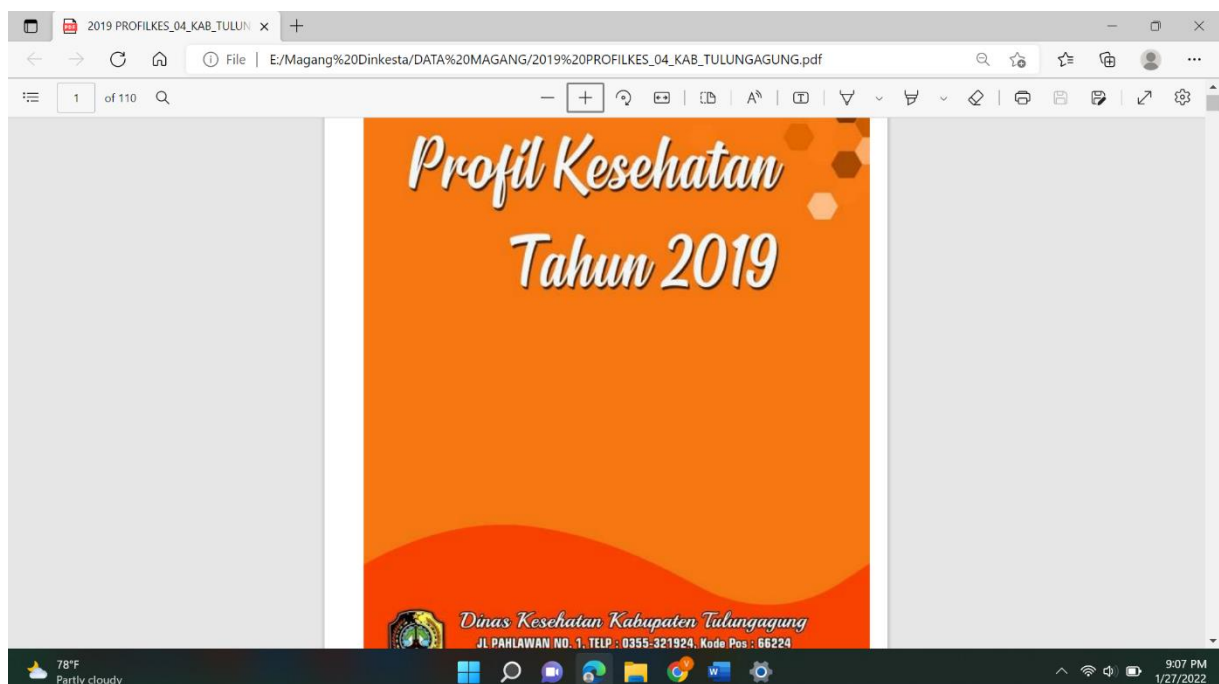 2019 PROFILKES_04_KAB_TULUN
File | E:/Magang%20Dinkesta/DATA%20MAGANG/2019%20PROFILKES_04_KAB_TULUNGAGUNG.pdf
1 of 110
Profil Kesehatan
Tahun 2019
Dinas Kesehatan Kabupaten Tulungagung
JL PAHLAWAN NO. 1, TELP : 0355-321924, Kode Pos : 66224
78°F
Partly cloudy
9:07 PM
1/27/2022